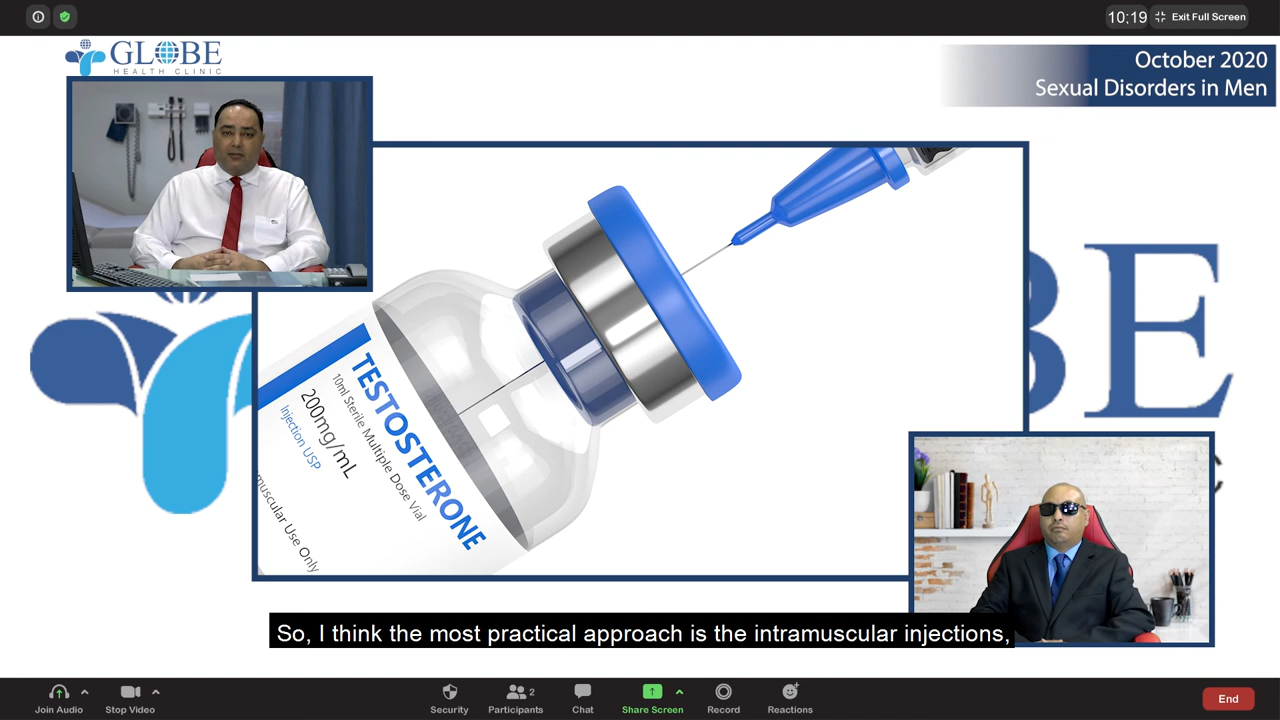 10:19
Exit Full Screen
GLOBE
HEALTH CLINIC
October 2020
Sexual Disorders in Men
TESTOSTERONE
10ml Sterile Multiple Dose Vial
200mg/mL
Injection USP
muscular Use Only
BE
So, I think the most practical approach is the intramuscular injections,
Join Audio
Stop Video
Security
Participants
2
Chat
Share Screen
Record
Reactions
End